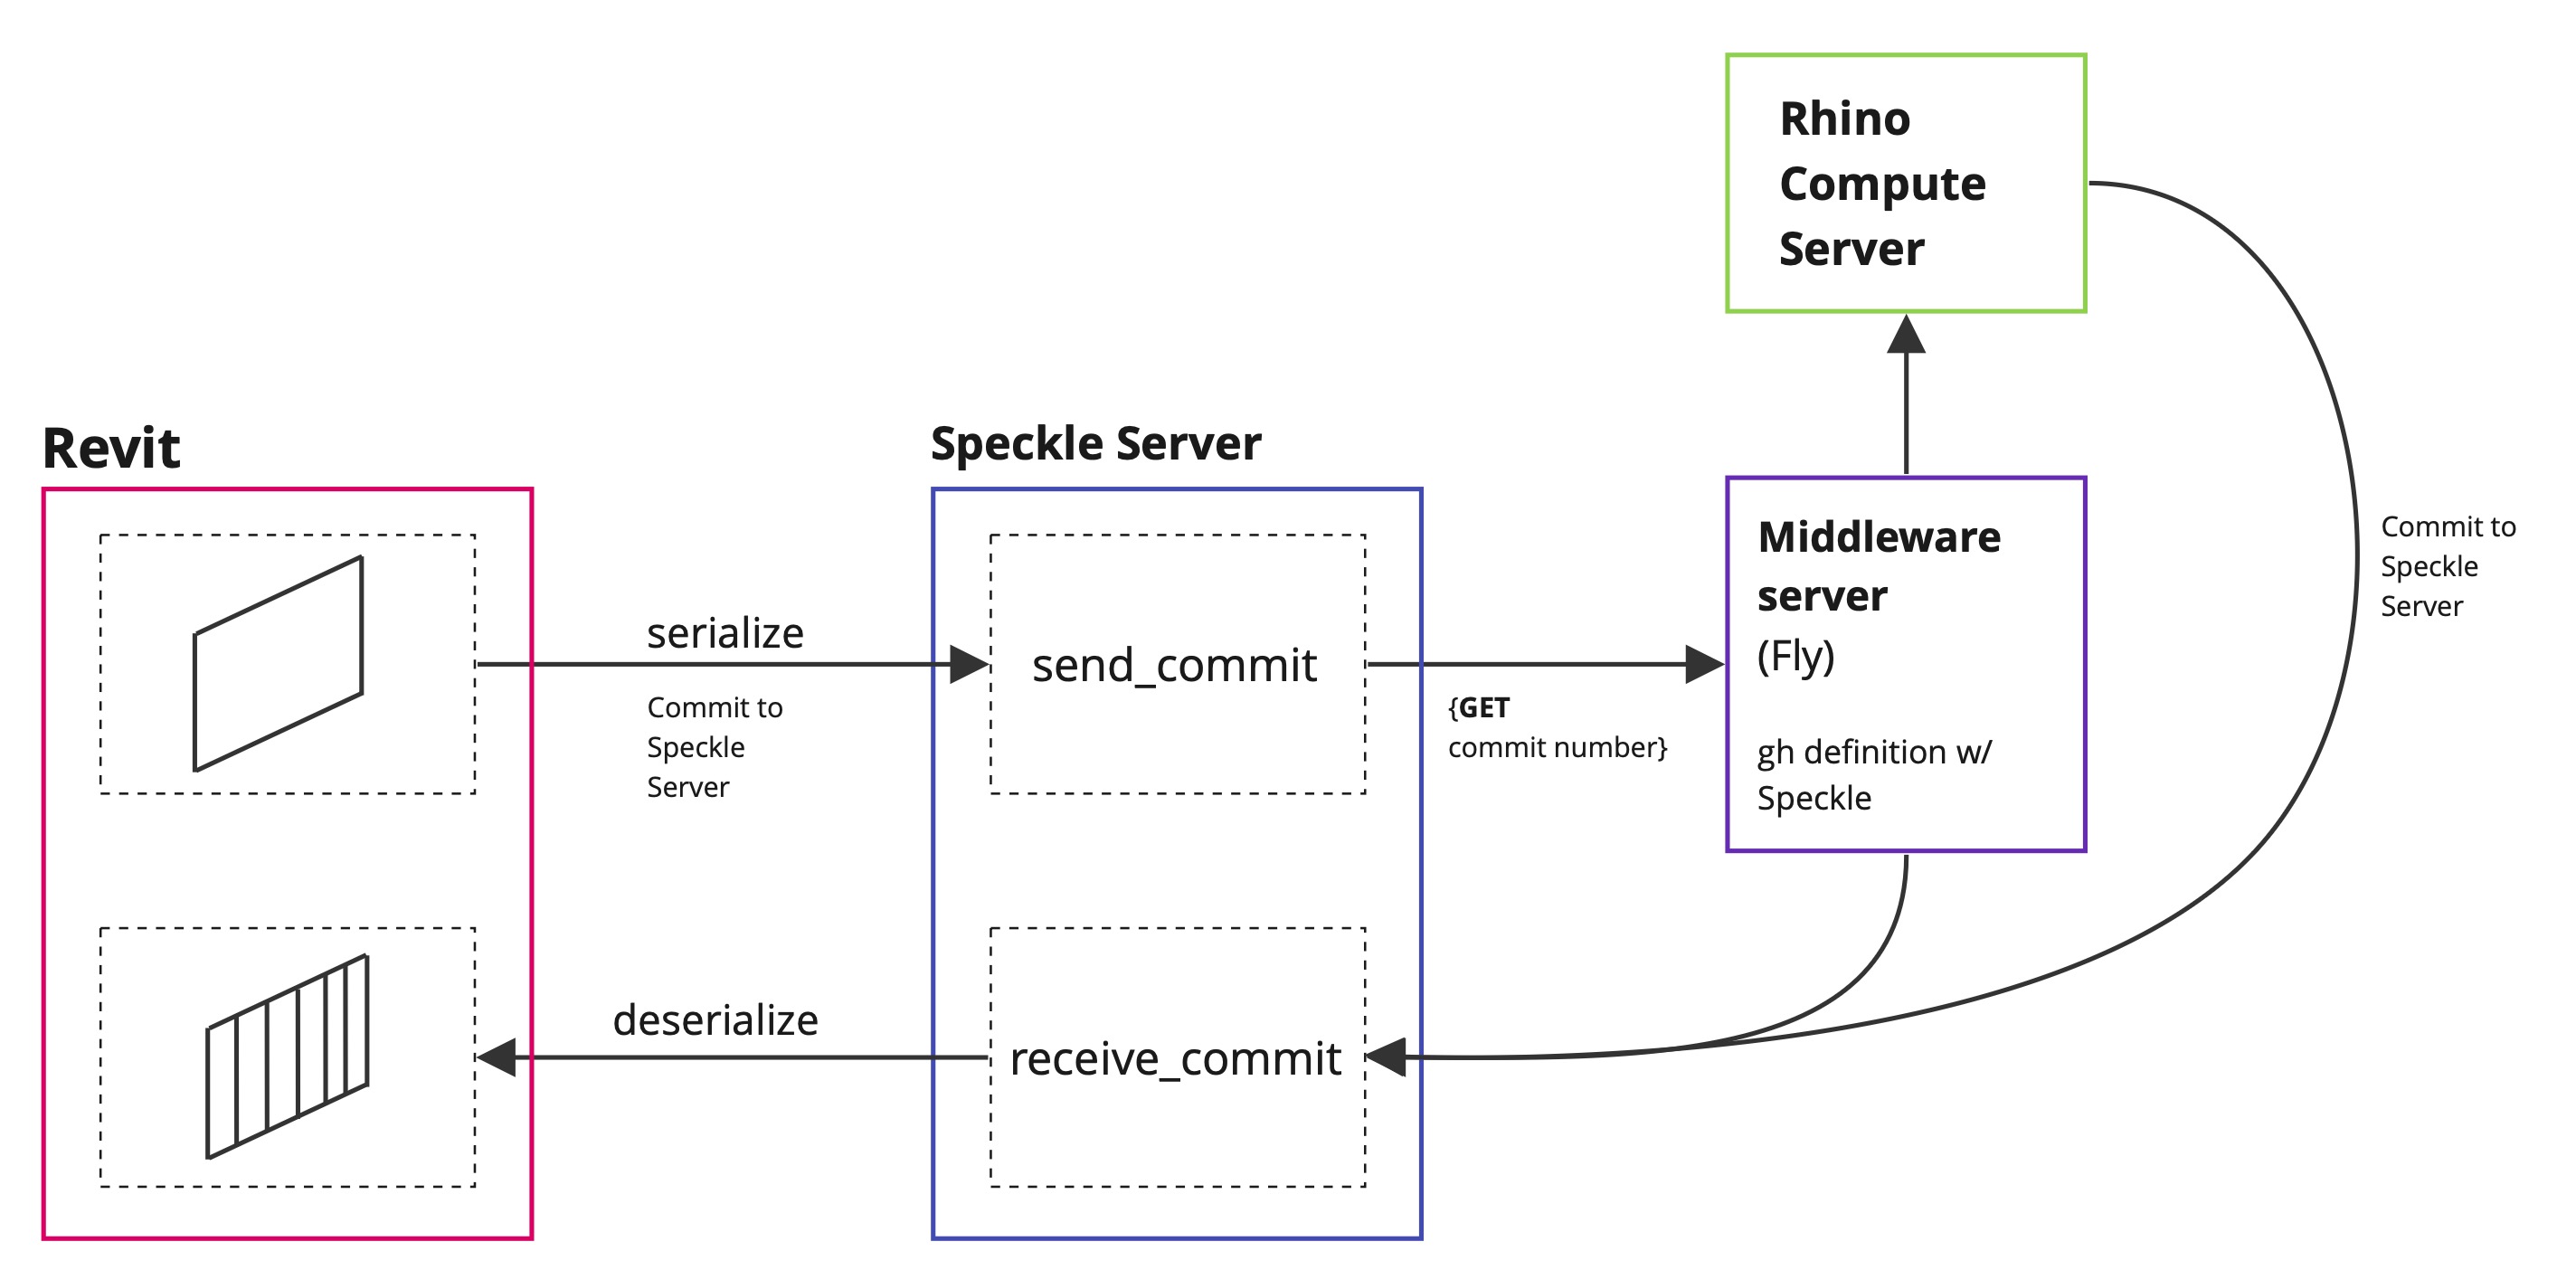 Rhino
Compute
Server
Revit
Speckle Server
serialize
Commit to
Speckle
Server
send_commit
{GET
commit number}
Middleware
server
(Fly)
gh definition w/
Speckle
Commit to
Speckle
Server
deserialize
receive_commit